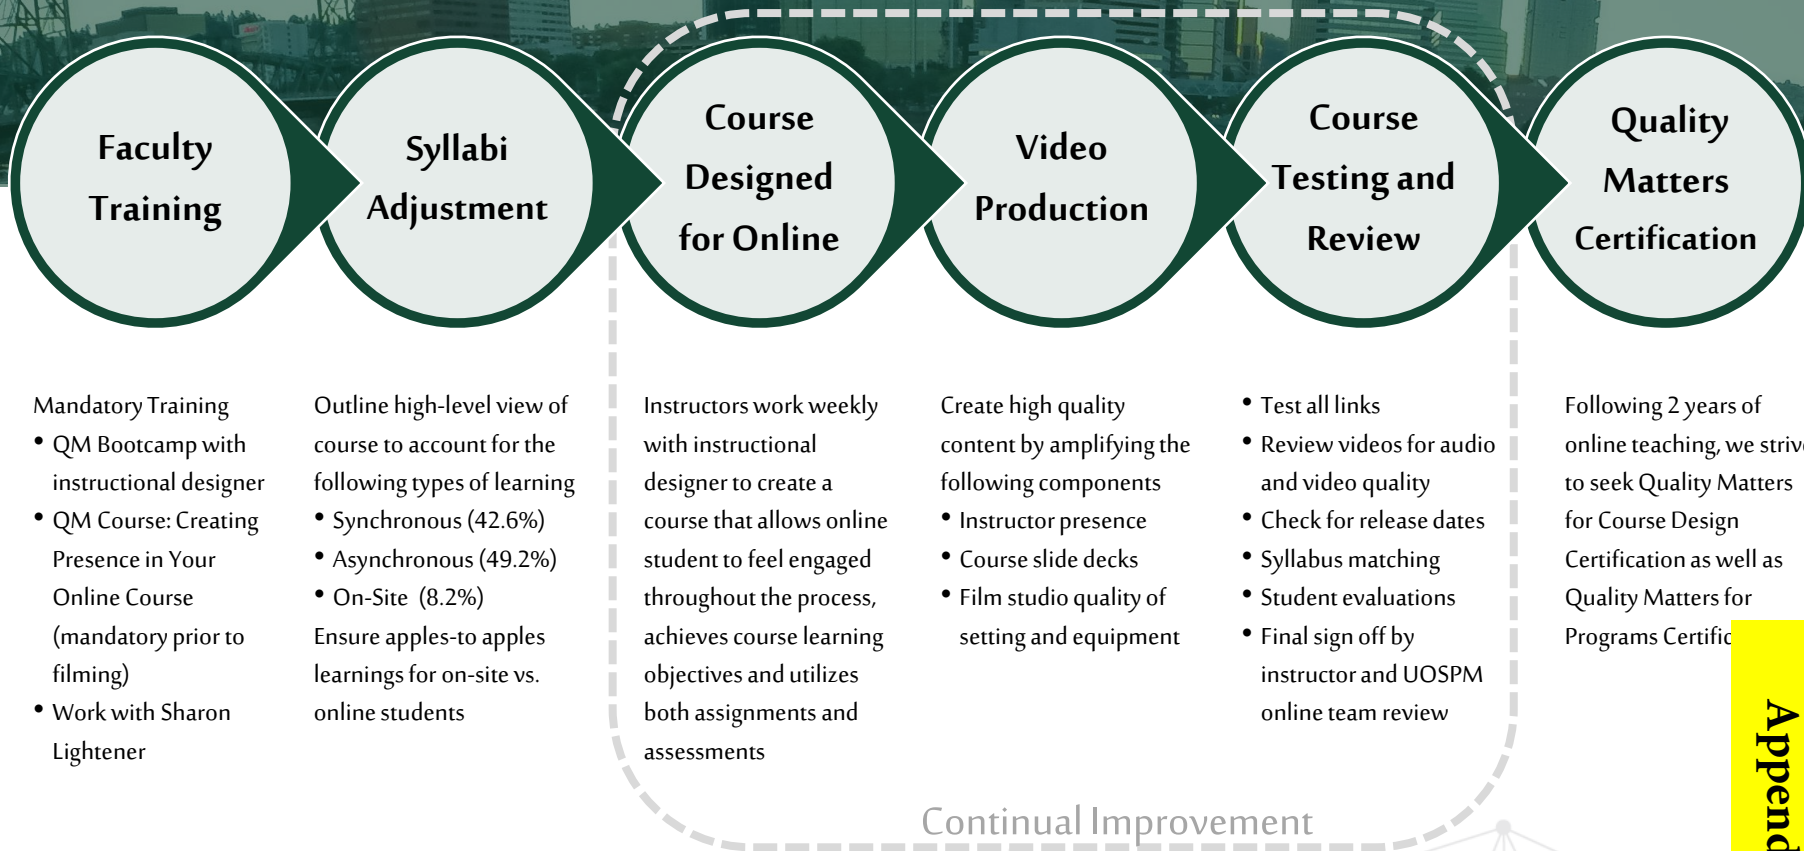 Faculty
Training
Syllabi
Adjustment
Course
Designed
for Online
Video
Production
Course
Testing and
Review
Quality
Matters
Certification
Mandatory Training
• QM Bootcamp with
instructional designer
• QM Course: Creating
Presence in Your
Online Course
(mandatory prior to
filming)
• Work with Sharon
Lightener
Outline high-level view of
course to account for the
following types of learning
• Synchronous (42.6%)
• Asynchronous (49.2%)
• On-Site (8.2%)
Ensure apples-to apples
learnings for on-site vs.
online students
Instructors work weekly
with instructional
designer to create a
course that allows online
student to feel engaged
throughout the process,
achieves course learning
objectives and utilizes
both assignments and
assessments
Create high quality
content by amplifying the
following components
• Instructor presence
• Course slide decks
• Film studio quality of
setting and equipment
• Test all links
• Review videos for audio
and video quality
• Check for release dates
• Syllabus matching
• Student evaluations
• Final sign off by
instructor and UOSPM
online team review
Following 2 years of
online teaching, we strive
to seek Quality Matters
for Course Design
Certification as well as
Quality Matters for
Programs Certific
Continual Improvement
Append